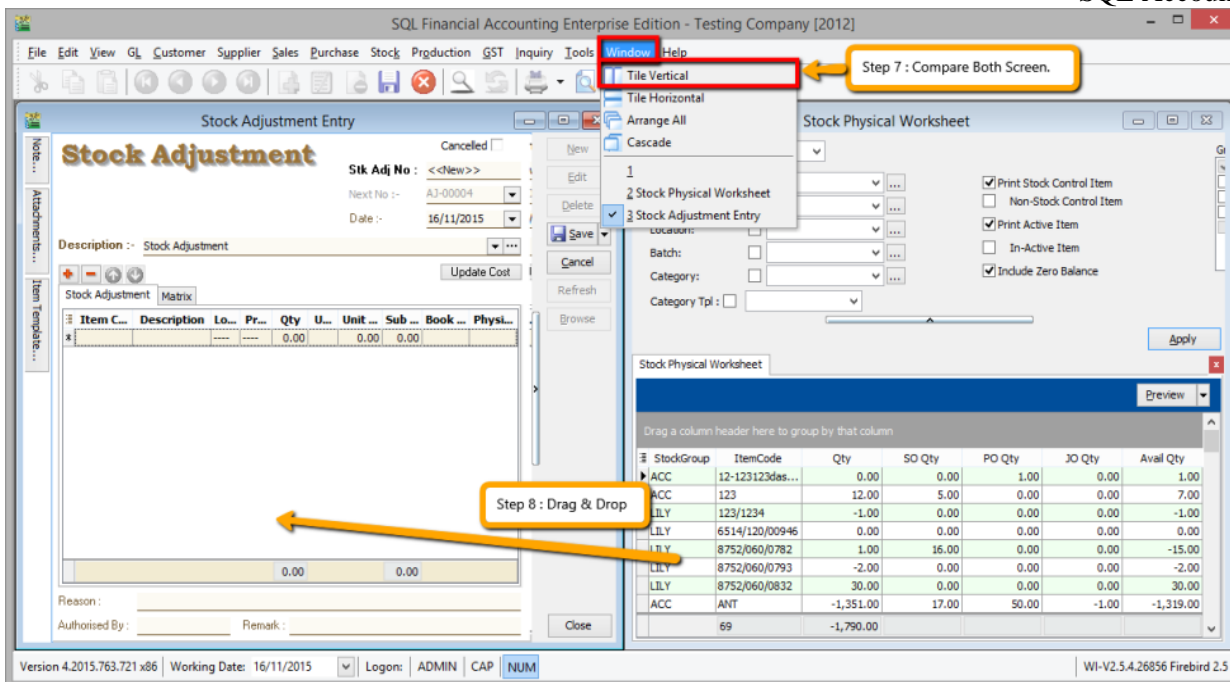 SQL Financial Accounting Enterprise Edition - Testing Company [2012]
File Edit View GL Customer Supplier Sales Purchase Stock Production GST Inquiry Tools Window Help
Tile Vertical
Tile Horizontal
Arrange All
Cascade
1
2 Stock Physical Worksheet
3 Stock Adjustment Entry
Step 7 : Compare Both Screen.
Stock Adjustment Entry
Note...
Attachments...
Item Template...
Stock Adjustment
Cancelled
Stk Adj No : <<New>>
Next No :- AJ-00004
Date :- 16/11/2015
Description :- Stock Adjustment
Update Cost
Stock Adjustment Matrix
Item C... Description Lo... Pr... Qty U... Unit ... Sub ... Book ... Physi...
---- ---- 0.00 0.00 0.00
0.00 0.00
Reason :
Authorised By : Remark :
New
Edit
Delete
Save
Cancel
Refresh
Browse
Close
Stock Physical Worksheet
Location:
Batch:
Category:
Category Tpl :
Print Stock Control Item
Non-Stock Control Item
Print Active Item
In-Active Item
Include Zero Balance
Apply
Stock Physical Worksheet
Preview
Drag a column header here to group by that column
StockGroup ItemCode Qty SO Qty PO Qty JO Qty Avail Qty
ACC 12-123123das... 0.00 0.00 1.00 0.00 1.00
ACC 123 12.00 5.00 0.00 0.00 7.00
LILY 123/1234 -1.00 0.00 0.00 0.00 -1.00
LILY 6514/120/00946 0.00 0.00 0.00 0.00 0.00
LILY 8752/060/0782 1.00 16.00 0.00 0.00 -15.00
LILY 8752/060/0793 -2.00 0.00 0.00 0.00 -2.00
LILY 8752/060/0832 30.00 0.00 0.00 0.00 30.00
ACC ANT -1,351.00 17.00 50.00 -1.00 -1,319.00
69 -1,790.00
Step 8 : Drag & Drop
Version 4.2015.763.721 x86 Working Date: 16/11/2015 Logon: ADMIN CAP NUM WI-V2.5.4.26856 Firebird 2.5